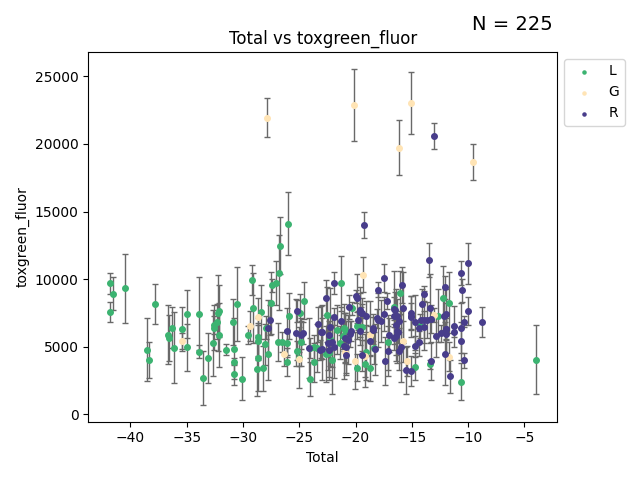 N = 225
Total vs toxgreen_fluor
L
G
R
25000
20000
15000
10000
5000
0
toxgreen_fluor
−40 −35 −30 −25 −20 −15 −10 −5
Total